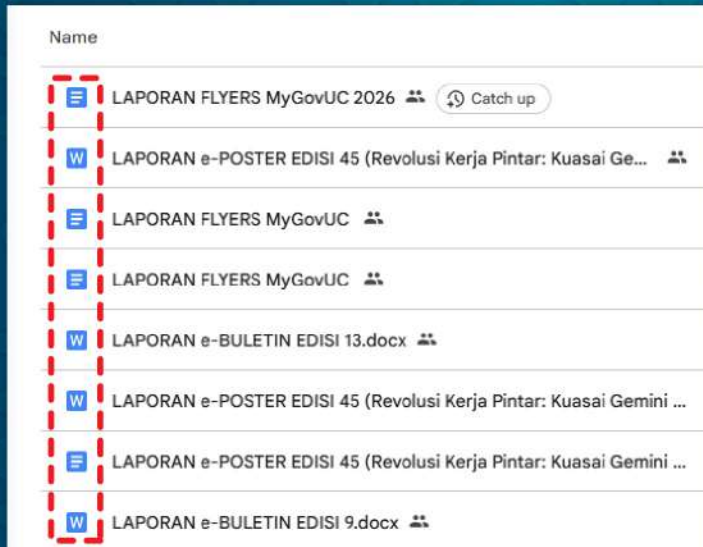 Name
LAPORAN FLYERS MyGovUC 2026 Catch up
W LAPORAN e-POSTER EDISI 45 (Revolusi Kerja Pintar: Kuasai Ge...
LAPORAN FLYERS MyGovUC
LAPORAN FLYERS MyGovUC
W LAPORAN e-BULETIN EDISI 13.docx
W LAPORAN e-POSTER EDISI 45 (Revolusi Kerja Pintar: Kuasai Gemini ...
LAPORAN e-POSTER EDISI 45 (Revolusi Kerja Pintar: Kuasai Gemini ...
W LAPORAN e-BULETIN EDISI 9.docx